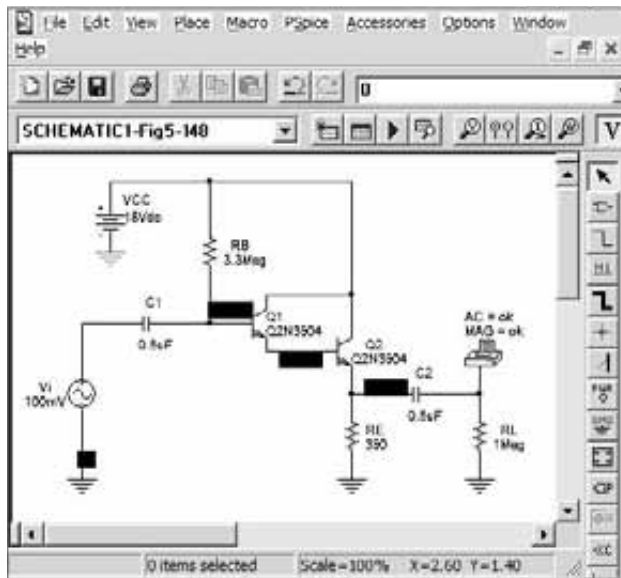 File Edit View Place Macro PSpice Accessories Options Window
Help
0
SCHEMATIC1-Fig5-148
V
VCC
18Vdc
RB
3.3Meg
C1
0.5uF
Q1
Q2N3904
Q2
Q2N3904
AC = ok
MAG = ok
C2
0.5uF
Vi
100mV
RE
390
RL
1Meg
0 items selected Scale=100% X=2.60 Y=1.40